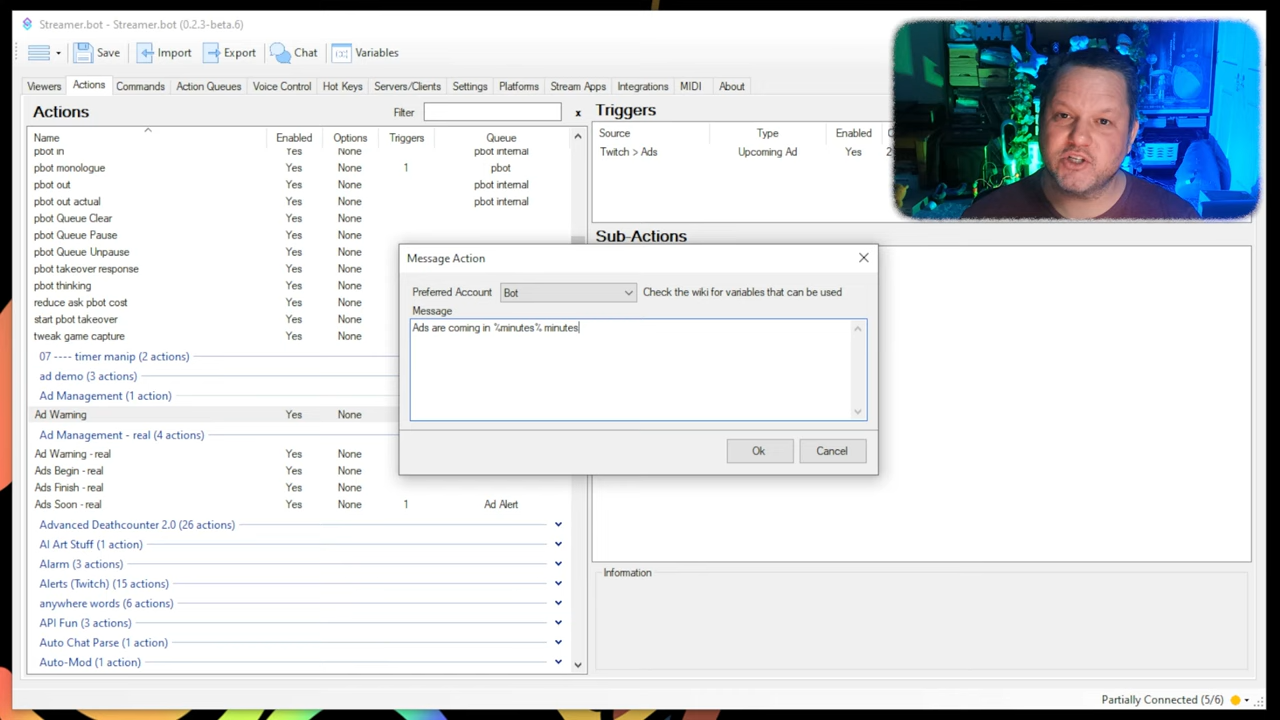 Streamer.bot - Streamer.bot (0.2.3-beta.6)
Save Import Export Chat Variables
Viewers Actions Commands Action Queues Voice Control Hot Keys Servers/Clients Settings Platforms Stream Apps Integrations MIDI About
Actions Filter x
Name Enabled Options Triggers Queue
pbot in Yes None pbot internal
pbot monologue Yes None 1 pbot
pbot out Yes None pbot internal
pbot out actual Yes None pbot internal
pbot Queue Clear Yes None
pbot Queue Pause Yes None
pbot Queue Unpause Yes None
pbot takeover response Yes None
pbot thinking Yes None
reduce ask pbot cost Yes None
start pbot takeover Yes None
tweak game capture Yes None
07 ---- timer manip (2 actions)
ad demo (3 actions)
Ad Management (1 action)
Ad Warning Yes None
Ad Management - real (4 actions)
Ad Warning - real Yes None
Ads Begin - real Yes None
Ads Finish - real Yes None
Ads Soon - real Yes None 1 Ad Alert
Advanced Deathcounter 2.0 (26 actions)
AI Art Stuff (1 action)
Alarm (3 actions)
Alerts (Twitch) (15 actions)
anywhere words (6 actions)
API Fun (3 actions)
Auto Chat Parse (1 action)
Auto-Mod (1 action)
Triggers
Source Type Enabled
Twitch > Ads Upcoming Ad Yes 2
Sub-Actions
Message Action
Preferred Account Bot Check the wiki for variables that can be used
Message
Ads are coming in %minutes% minutes
Ok Cancel
Information
Partially Connected (5/6)